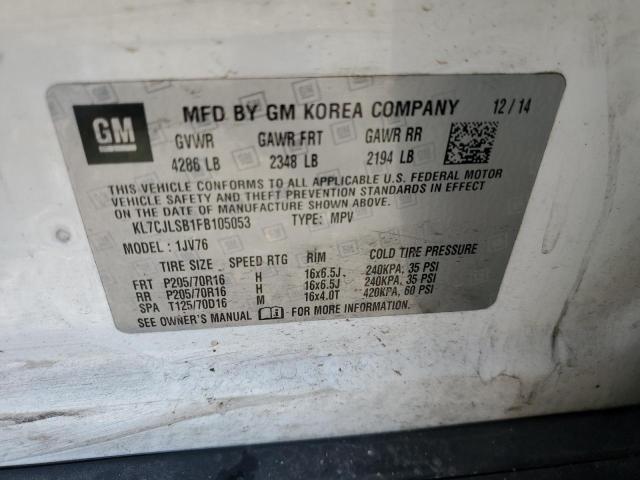 GM
MFD BY GM KOREA COMPANY 12/14
GVWR GAWR FRT GAWR RR
4286 LB 2348 LB 2194 LB
THIS VEHICLE CONFORMS TO ALL APPLICABLE U.S. FEDERAL MOTOR
VEHICLE SAFETY AND THEFT PREVENTION STANDARDS IN EFFECT
ON THE DATE OF MANUFACTURE SHOWN ABOVE.
KL7CJLSB1FB105053 TYPE: MPV
MODEL: 1JV76
TIRE SIZE SPEED RTG RIM COLD TIRE PRESSURE
FRT P205/70R16 H 16x6.5J 240KPA, 35 PSI
RR P205/70R16 H 16x6.5J 240KPA, 35 PSI
SPA T125/70D16 M 16x4.0T 420KPA, 60 PSI
SEE OWNER'S MANUAL FOR MORE INFORMATION.